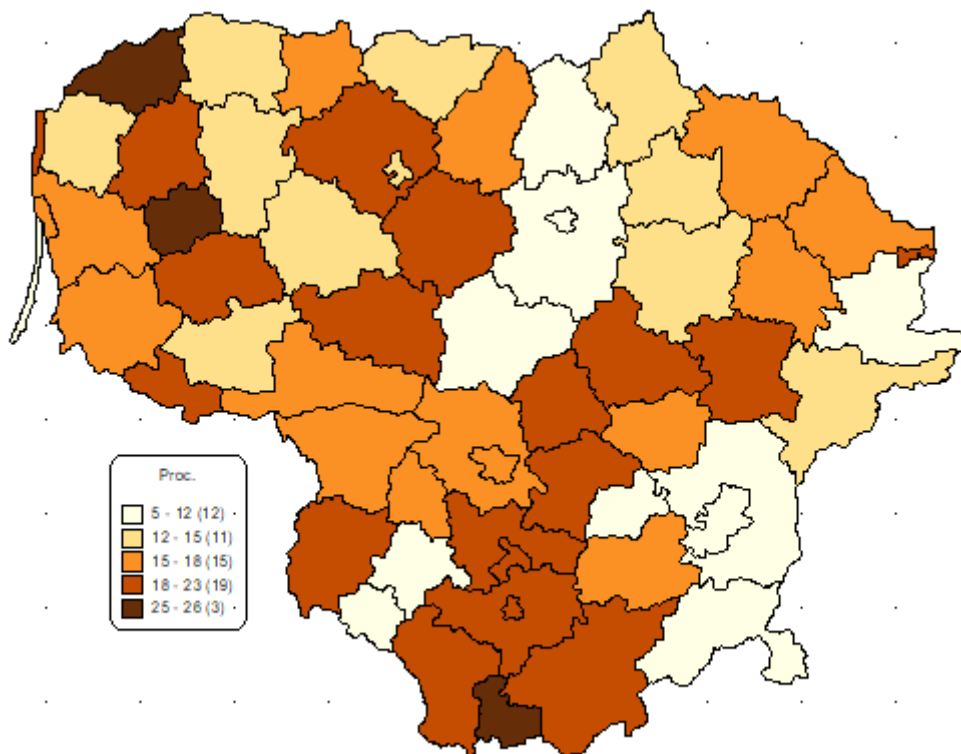 Proc.
5 - 12 (12)
12 - 15 (11)
15 - 18 (15)
18 - 23 (19)
25 - 26 (3)